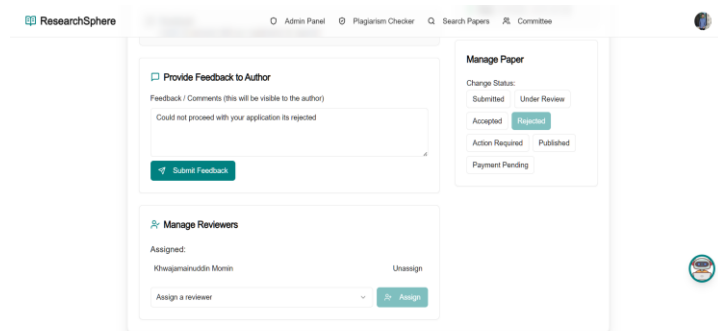 ResearchSphere
Admin Panel
Plagiarism Checker
Search Papers
Committee
Provide Feedback to Author
Feedback / Comments (this will be visible to the author)
Could not proceed with your application its rejected
Submit Feedback
Manage Reviewers
Assigned:
Khwajamainuddin Momin Unassign
Assign a reviewer Assign
Manage Paper
Change Status:
Submitted Under Review
Accepted Rejected
Action Required Published
Payment Pending